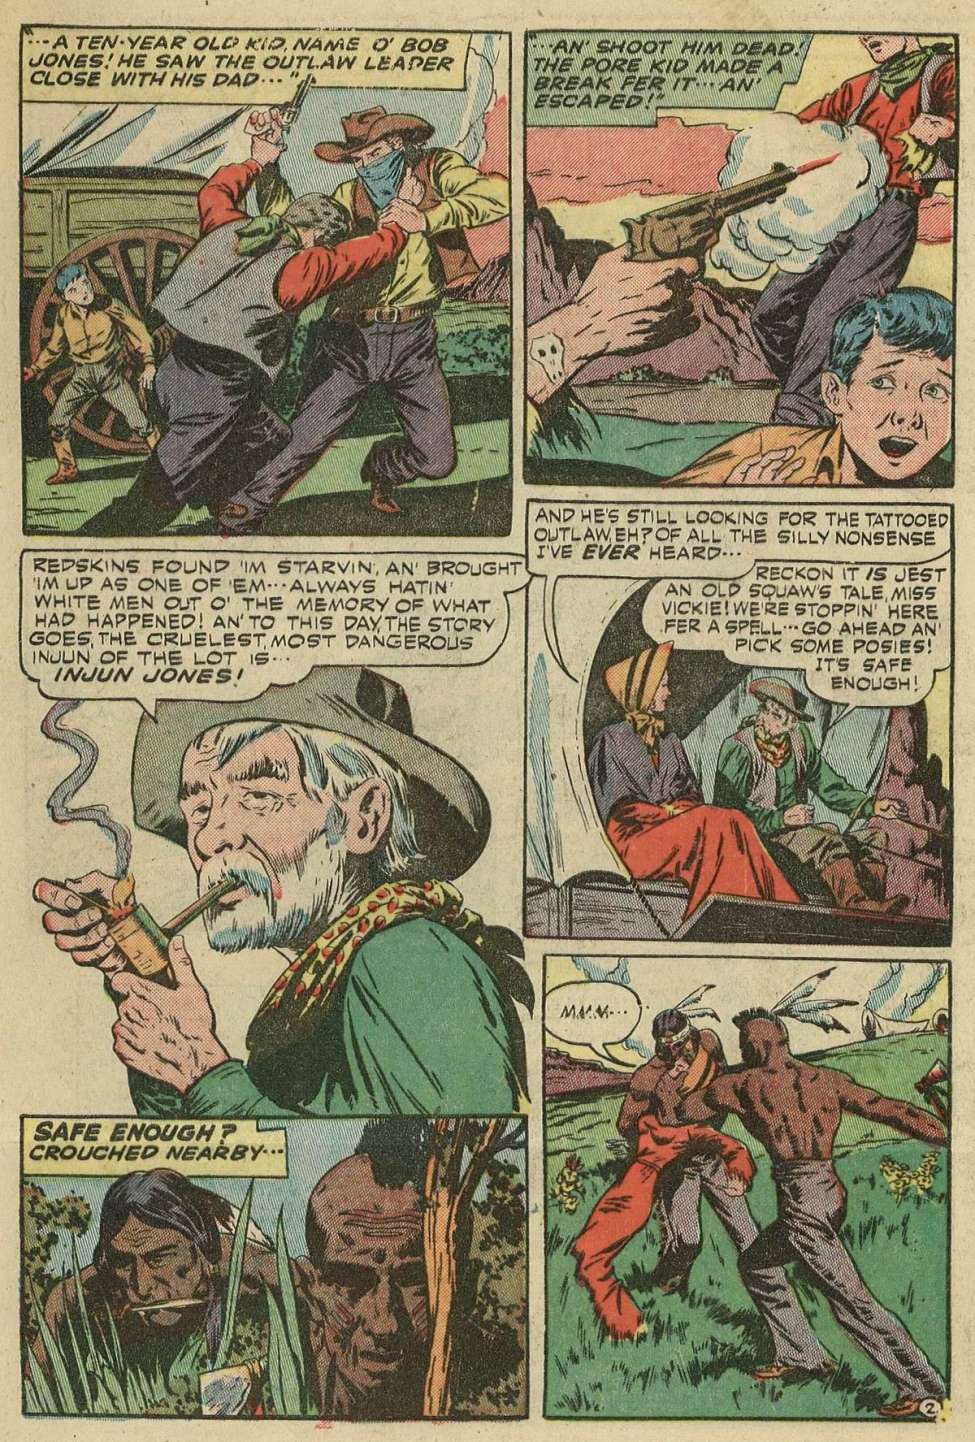 "...A TEN-YEAR OLD KID, NAME O' BOB
JONES! HE SAW THE OUTLAW LEADER
CLOSE WITH HIS DAD..."
"...AN' SHOOT HIM DEAD!
THE PORE KID MADE A
BREAK FER IT...AN'
ESCAPED!"
REDSKINS FOUND 'IM STARVIN', AN' BROUGHT
'IM UP AS ONE OF 'EM...ALWAYS HATIN'
WHITE MEN OUT O' THE MEMORY OF WHAT
HAD HAPPENED! AN' TO THIS DAY, THE STORY
GOES, THE CRUELEST, MOST DANGEROUS
INJUN OF THE LOT IS...
INJUN JONES!
AND HE'S STILL LOOKING FOR THE TATTOOED
OUTLAW, EH? OF ALL THE SILLY NONSENSE
I'VE EVER HEARD...
RECKON IT IS JEST
AN OLD SQUAW'S TALE, MISS
VICKIE! WE'RE STOPPIN' HERE
FER A SPELL...GO AHEAD AN'
PICK SOME POSIES!
IT'S SAFE
ENOUGH!
SAFE ENOUGH?
CROUCHED NEARBY...
MMM...
2